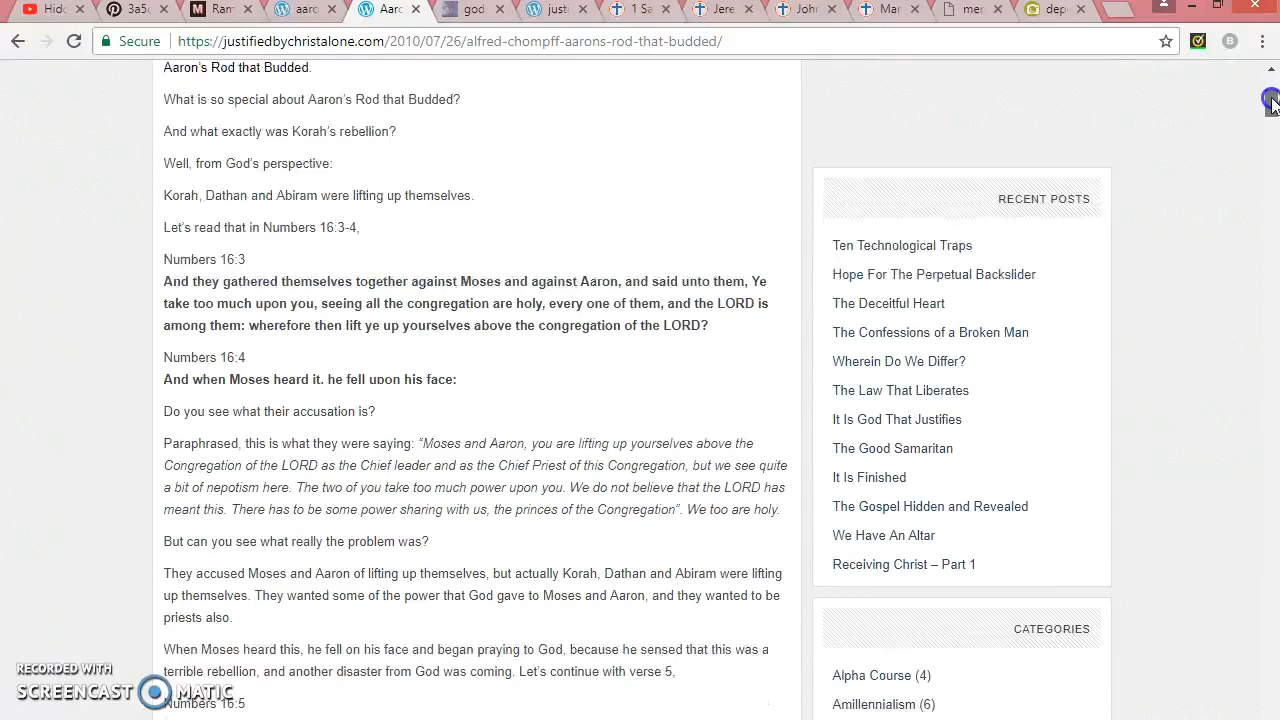 Hidc
3a5c
Ram
aaro
Aarc
god
justi
1 Sa
Jere
John
Mar
mer
depo
Secure
https://justifiedbychristalone.com/2010/07/26/alfred-chompff-aarons-rod-that-budded/
Aaron's Rod that Budded.
What is so special about Aaron's Rod that Budded?
And what exactly was Korah's rebellion?
Well, from God's perspective:
Korah, Dathan and Abiram were lifting up themselves.
Let's read that in Numbers 16:3-4,
Numbers 16:3
And they gathered themselves together against Moses and against Aaron, and said unto them, Ye
take too much upon you, seeing all the congregation are holy, every one of them, and the LORD is
among them: wherefore then lift ye up yourselves above the congregation of the LORD?
Numbers 16:4
And when Moses heard it, he fell upon his face:
Do you see what their accusation is?
Paraphrased, this is what they were saying: “Moses and Aaron, you are lifting up yourselves above the
Congregation of the LORD as the Chief leader and as the Chief Priest of this Congregation, but we see quite
a bit of nepotism here. The two of you take too much power upon you. We do not believe that the LORD has
meant this. There has to be some power sharing with us, the princes of the Congregation”. We too are holy.
But can you see what really the problem was?
They accused Moses and Aaron of lifting up themselves, but actually Korah, Dathan and Abiram were lifting
up themselves. They wanted some of the power that God gave to Moses and Aaron, and they wanted to be
priests also.
When Moses heard this, he fell on his face and began praying to God, because he sensed that this was a
terrible rebellion, and another disaster from God was coming. Let's continue with verse 5,
Numbers 16:5
RECENT POSTS
Ten Technological Traps
Hope For The Perpetual Backslider
The Deceitful Heart
The Confessions of a Broken Man
Wherein Do We Differ?
The Law That Liberates
It Is God That Justifies
The Good Samaritan
It Is Finished
The Gospel Hidden and Revealed
We Have An Altar
Receiving Christ – Part 1
CATEGORIES
Alpha Course (4)
Amillennialism (6)
RECORDED WITH
SCREENCAST MATIC